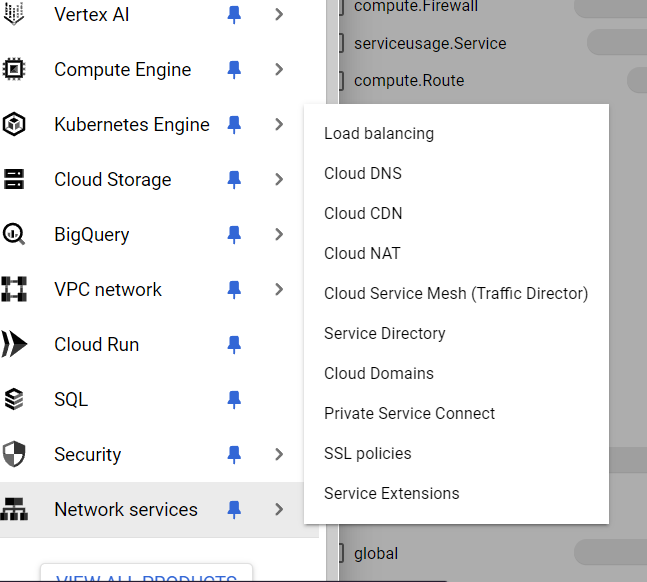 Vertex AI
Compute Engine
Kubernetes Engine
Cloud Storage
BigQuery
VPC network
Cloud Run
SQL
Security
Network services
VIEW ALL PRODUCTS
compute.Firewall
serviceusage.Service
compute.Route
Load balancing
Cloud DNS
Cloud CDN
Cloud NAT
Cloud Service Mesh (Traffic Director)
Service Directory
Cloud Domains
Private Service Connect
SSL policies
Service Extensions
global